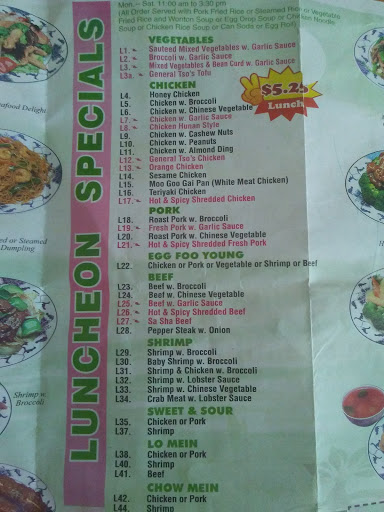 LUNCHEON SPECIALS
Mon. - Sat. 11:00 am to 3:30 pm
(All Order Served with Pork Fried Rice or Steamed Rice or Vegetable
Fried Rice and Wonton Soup or Egg Drop Soup or Chicken Noodle
Soup or Chicken Rice Soup or Can Soda or Egg Roll)
VEGETABLES
L1. Sauteed Mixed Vegetables w. Garlic Sauce
L2. Broccoli w. Garlic Sauce
L3. Mixed Vegetables & Bean Curd w. Garlic Sauce
L3a. General Tso's Tofu
CHICKEN
$5.25
Lunch
L4. Honey Chicken
L5. Chicken w. Broccoli
L6. Chicken w. Chinese Vegetable
L7. Chicken w. Garlic Sauce
L8. Chicken Hunan Style
L9. Chicken w. Cashew Nuts
L10. Chicken w. Peanuts
L11. Chicken w. Almond Ding
L12. General Tso's Chicken
L13. Orange Chicken
L14. Sesame Chicken
L15. Moo Goo Gai Pan (White Meat Chicken)
L16. Teriyaki Chicken
L17. Hot & Spicy Shredded Chicken
PORK
L18. Roast Pork w. Broccoli
L19. Fresh Pork w. Garlic Sauce
L20. Roast Pork w. Chinese Vegetable
L21. Hot & Spicy Shredded Fresh Pork
EGG FOO YOUNG
L22. Chicken or Pork or Vegetable or Shrimp or Beef
BEEF
L23. Beef w. Broccoli
L24. Beef w. Chinese Vegetable
L25. Beef w. Garlic Sauce
L26. Hot & Spicy Shredded Beef
L27. Sa Sha Beef
L28. Pepper Steak w. Onion
SHRIMP
L29. Shrimp w. Broccoli
L30. Baby Shrimp w. Broccoli
L31. Shrimp & Chicken w. Broccoli
L32. Shrimp w. Lobster Sauce
L33. Shrimp w. Chinese Vegetable
L34. Crab Meat w. Lobster Sauce
SWEET & SOUR
L35. Chicken or Pork
L37. Shrimp
LO MEIN
L38. Chicken or Pork
L40. Shrimp
L41. Beef
CHOW MEIN
L42. Chicken or Pork
L44. Shrimp
Seafood Delight
or Steamed
Dumpling
Shrimp w.
Broccoli